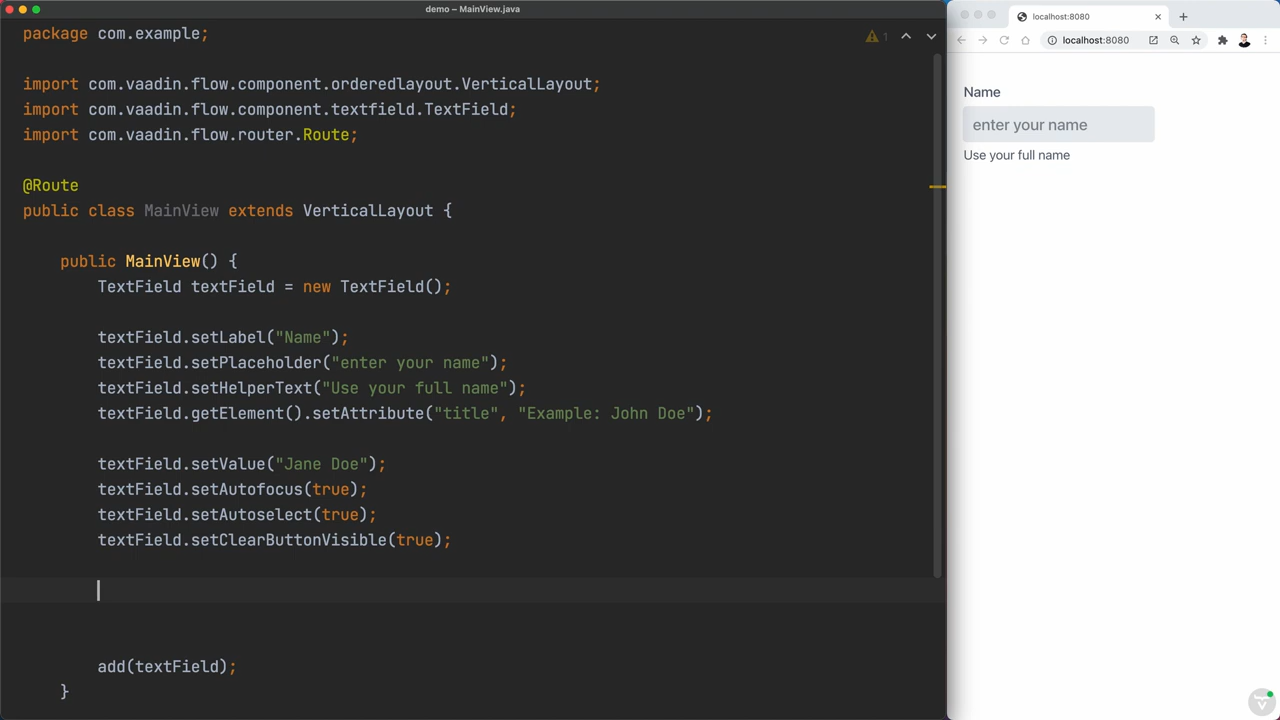 demo – MainView.java
package com.example;
1
import com.vaadin.flow.component.orderedlayout.VerticalLayout;
import com.vaadin.flow.component.textfield.TextField;
import com.vaadin.flow.router.Route;
@Route
public class MainView extends VerticalLayout {
public MainView() {
TextField textField = new TextField();
textField.setLabel("Name");
textField.setPlaceholder("enter your name");
textField.setHelperText("Use your full name");
textField.getElement().setAttribute("title", "Example: John Doe");
textField.setValue("Jane Doe");
textField.setAutofocus(true);
textField.setAutoselect(true);
textField.setClearButtonVisible(true);
add(textField);
}
localhost:8080
localhost:8080
Name
enter your name
Use your full name